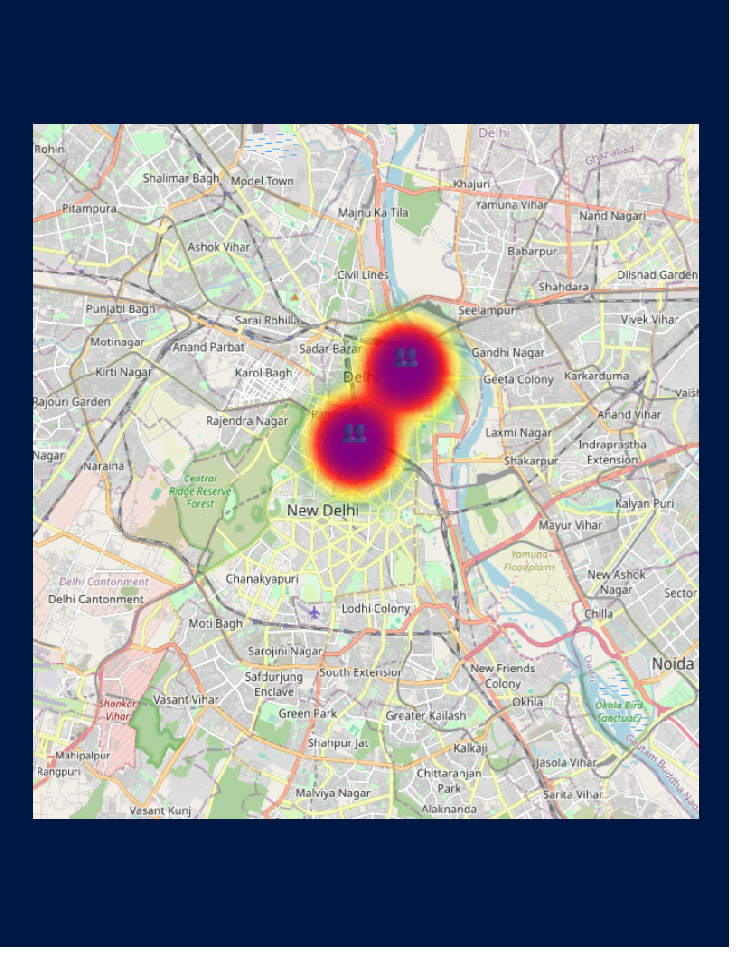 Delhi
Rohin
Ghaziabad
Shalimar Bagh
Model Town
Khajuri
Pitampura
Majnu Ka Tila
Yamuna Vihar
Nand Nagari
Ashok Vihar
Babarpur
Civil Lines
Dilshad Garden
Shahdara
Punjabi Bagh
Seelampur
Sarai Rohilla
Vivek Vihar
Motinagar
Anand Parbat
Sadar Bazar
Gandhi Nagar
Kirti Nagar
Karol Bagh
Delhi
Geeta Colony
Karkarduma
Vaish
Rajouri Garden
Rajendra Nagar
Anand Vihar
Laxmi Nagar
Indraprastha
Extension
Nagar
Naraina
Shakarpur
Central
Ridge Reserve
Forest
Kalyan Puri
New Delhi
Mayur Vihar
Yamuna
Floodplains
Delhi Cantonment
Chanakyapuri
New Ashok
Nagar
Sector
Delhi Cantonment
Lodhi Colony
Chilla
Moti Bagh
Sarojini Nagar
Dadri
Noida
South Extension
New Friends
Colony
Safdurjung
Enclave
Vasant Vihar
Shankar
Vihar
Okhla
Okhla Bird
Sanctuary
Green Park
Greater Kailash
Shahpur Jat
Kalkaji
Mahipalpur
Jasola Vihar
Gautam Buddha Nag
Rangpuri
Chittaranjan
Park
Malviya Nagar
Sarita Vihar
Vasant Kunj
Alaknanda